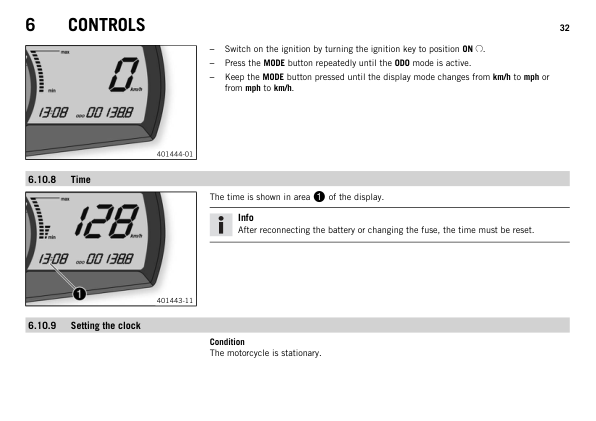 6 CONTROLS 32
– Switch on the ignition by turning the ignition key to position ON.
– Press the MODE button repeatedly until the ODO mode is active.
– Keep the MODE button pressed until the display mode changes from km/h to mph or
from mph to km/h.
max
0
km/h
min
13:08 ODO 00 138.8
401444-01
6.10.8 Time
The time is shown in area 1 of the display.
Info
After reconnecting the battery or changing the fuse, the time must be reset.
max
128
min
km/h
13:08 ODO 00 138.8
1
401443-11
6.10.9 Setting the clock
Condition
The motorcycle is stationary.